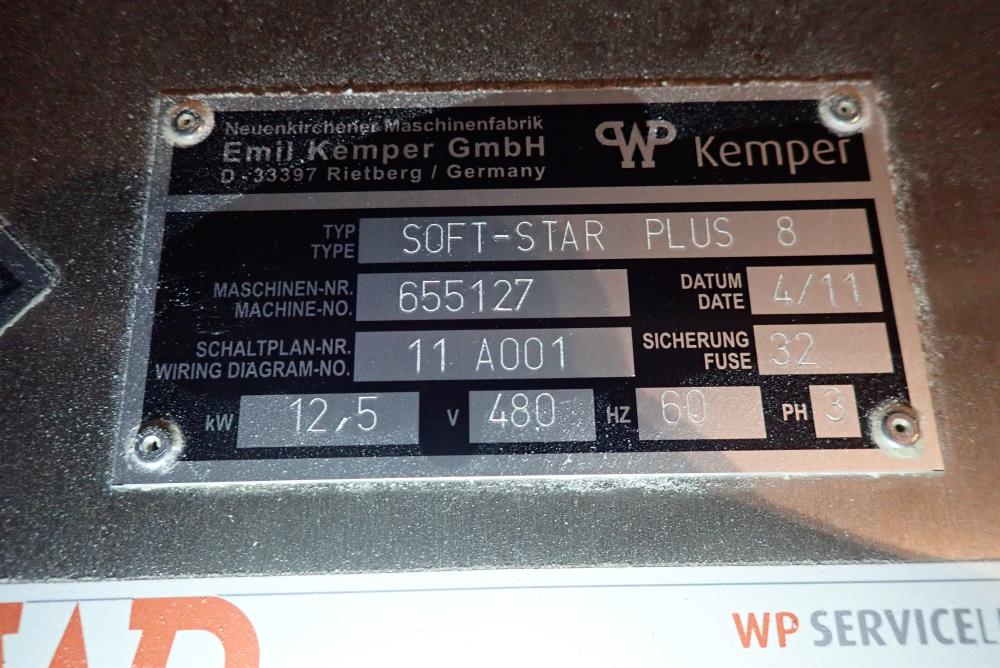 Neuenkirchener Maschinenfabrik
Emil Kemper GmbH
D-33397 Rietberg / Germany
WP Kemper
TYP
TYPE
SOFT-STAR PLUS 8
MASCHINEN-NR.
MACHINE-NO.
655127
DATUM
DATE
4/11
SCHALTPLAN-NR.
WIRING DIAGRAM-NO.
11 A001
SICHERUNG
FUSE
32
kW 12,5 V 480 HZ 60 PH 3
WP SERVICEL